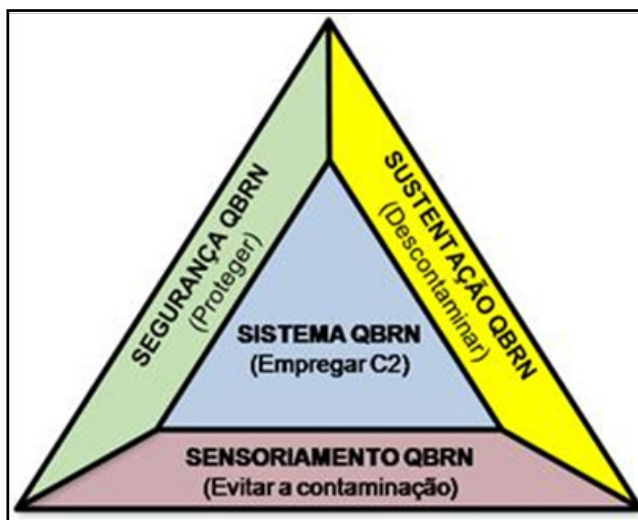 SEGURANÇA QBRN
(Proteger)
SUSTENTAÇÃO QBRN
(Descontaminar)
SISTEMA QBRN
(Empregar C2)
SENSORIAMENTO QBRN
(Evitar a contaminação)